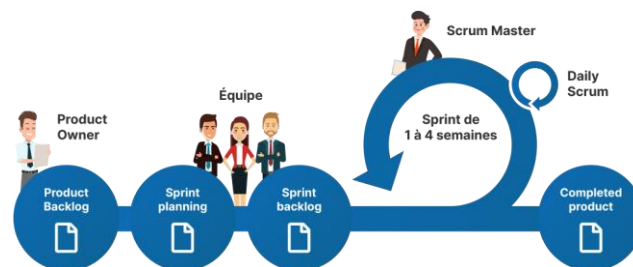 Scrum Master
Daily
Scrum
Équipe
Product
Owner
Sprint de
1 à 4 semaines
Product
Backlog
Sprint
planning
Sprint
backlog
Completed
product